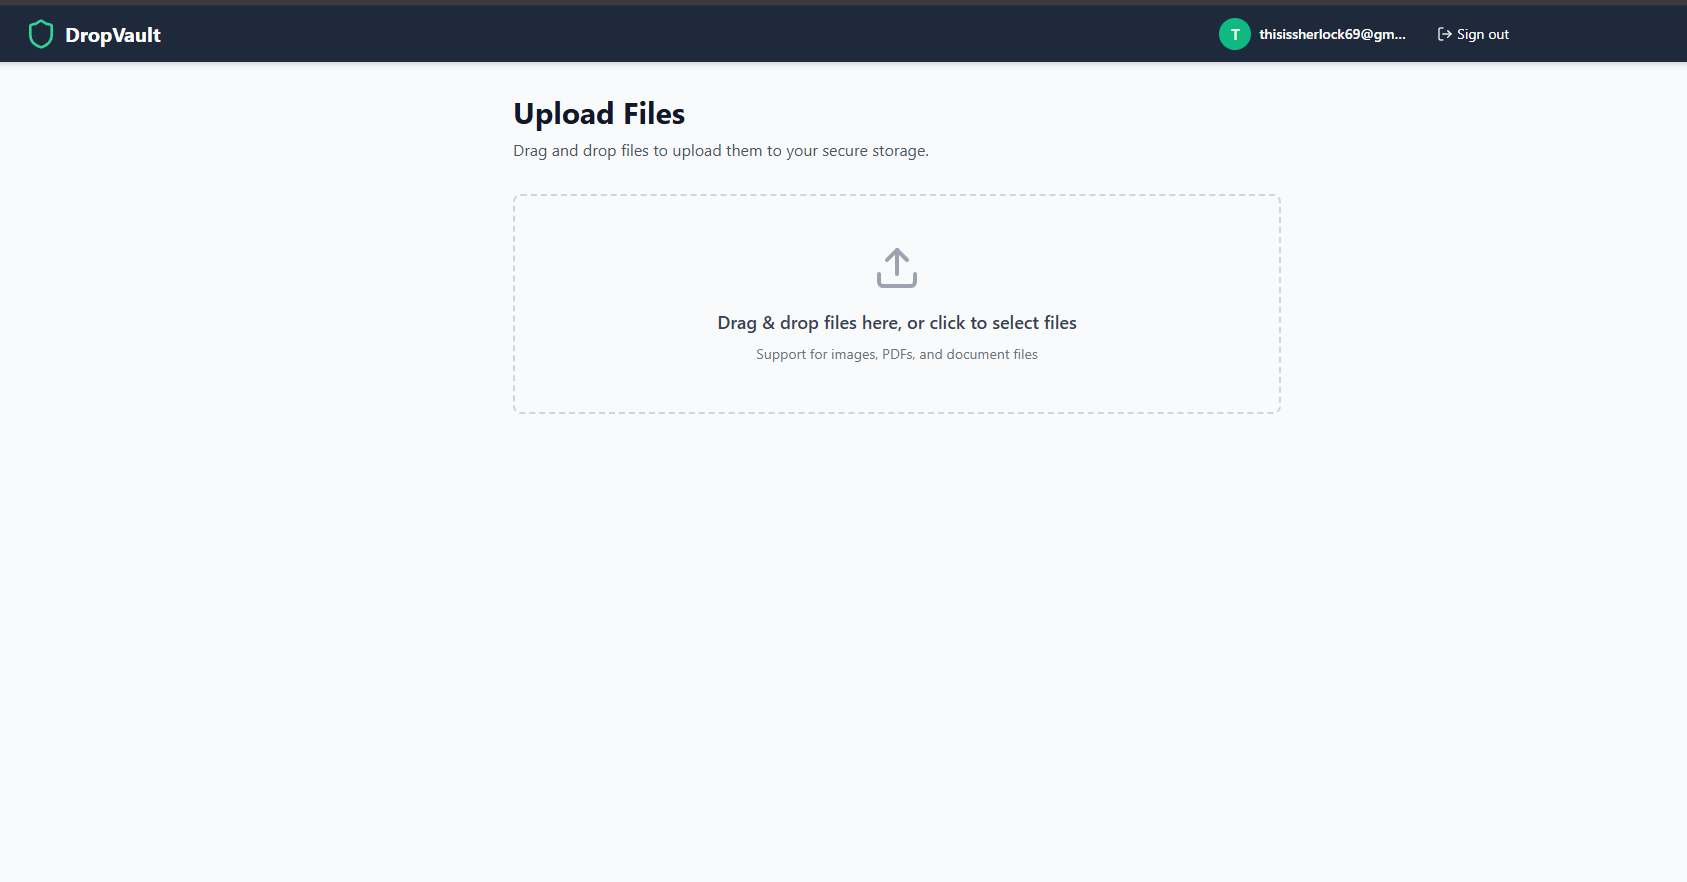 DropVault
T
thisissherlock69@gm...
Sign out
Upload Files
Drag and drop files to upload them to your secure storage.
Drag & drop files here, or click to select files
Support for images, PDFs, and document files